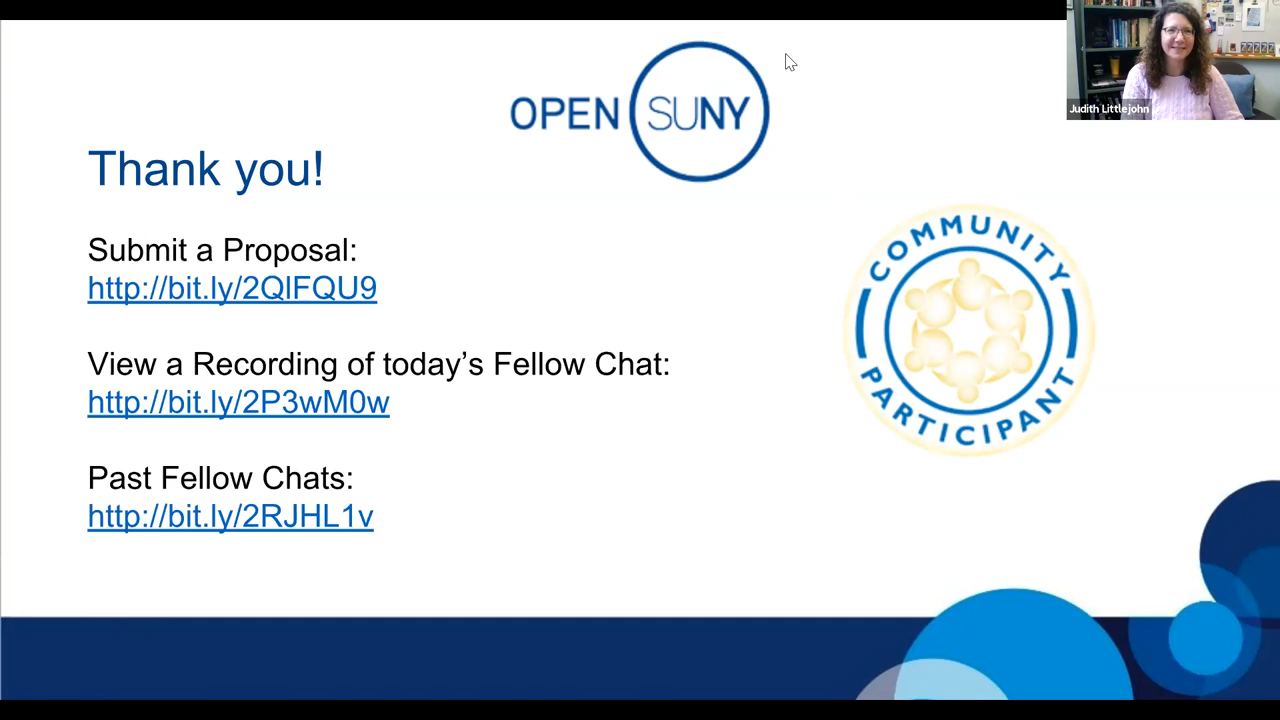 OPEN SUNY
Judith Littlejohn
Thank you!
Submit a Proposal:
http://bit.ly/2QlFQU9
View a Recording of today’s Fellow Chat:
http://bit.ly/2P3wM0w
Past Fellow Chats:
http://bit.ly/2RJHL1v
COMMUNITY
PARTICIPANT